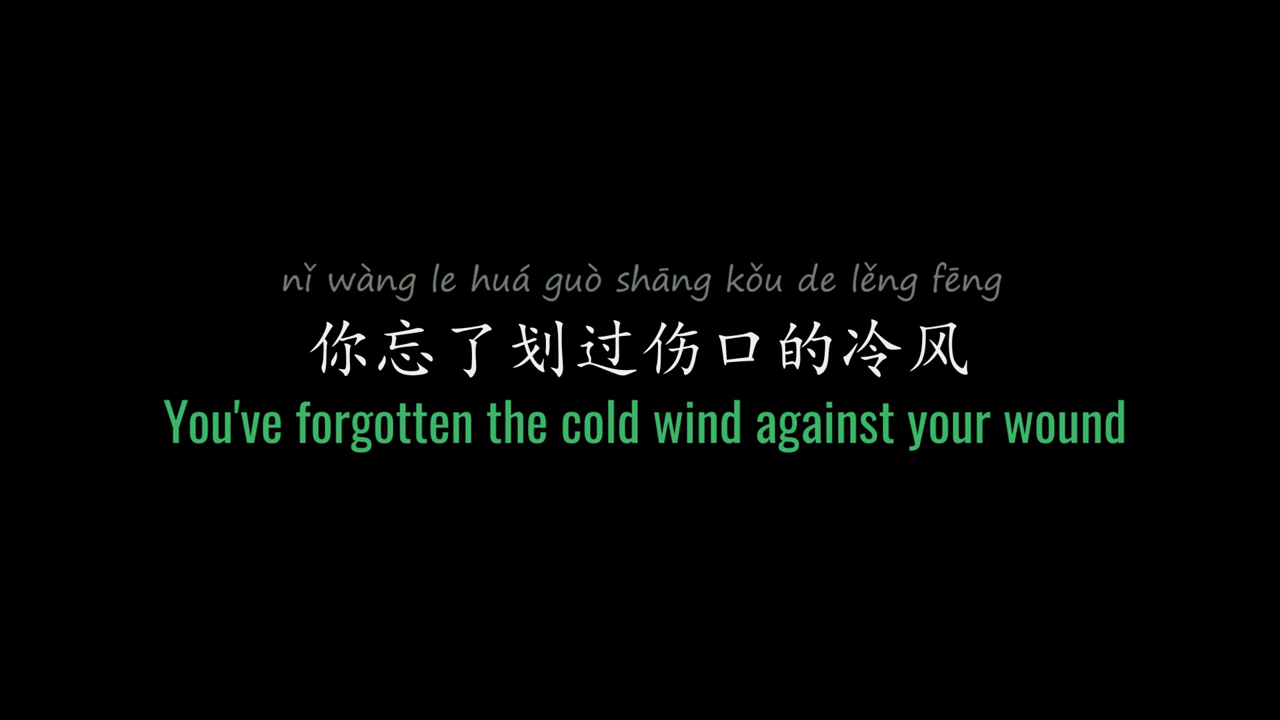 nǐ wàng le huá guò shāng kǒu de lěng fēng
你忘了划过伤口的冷风
You've forgotten the cold wind against your wound